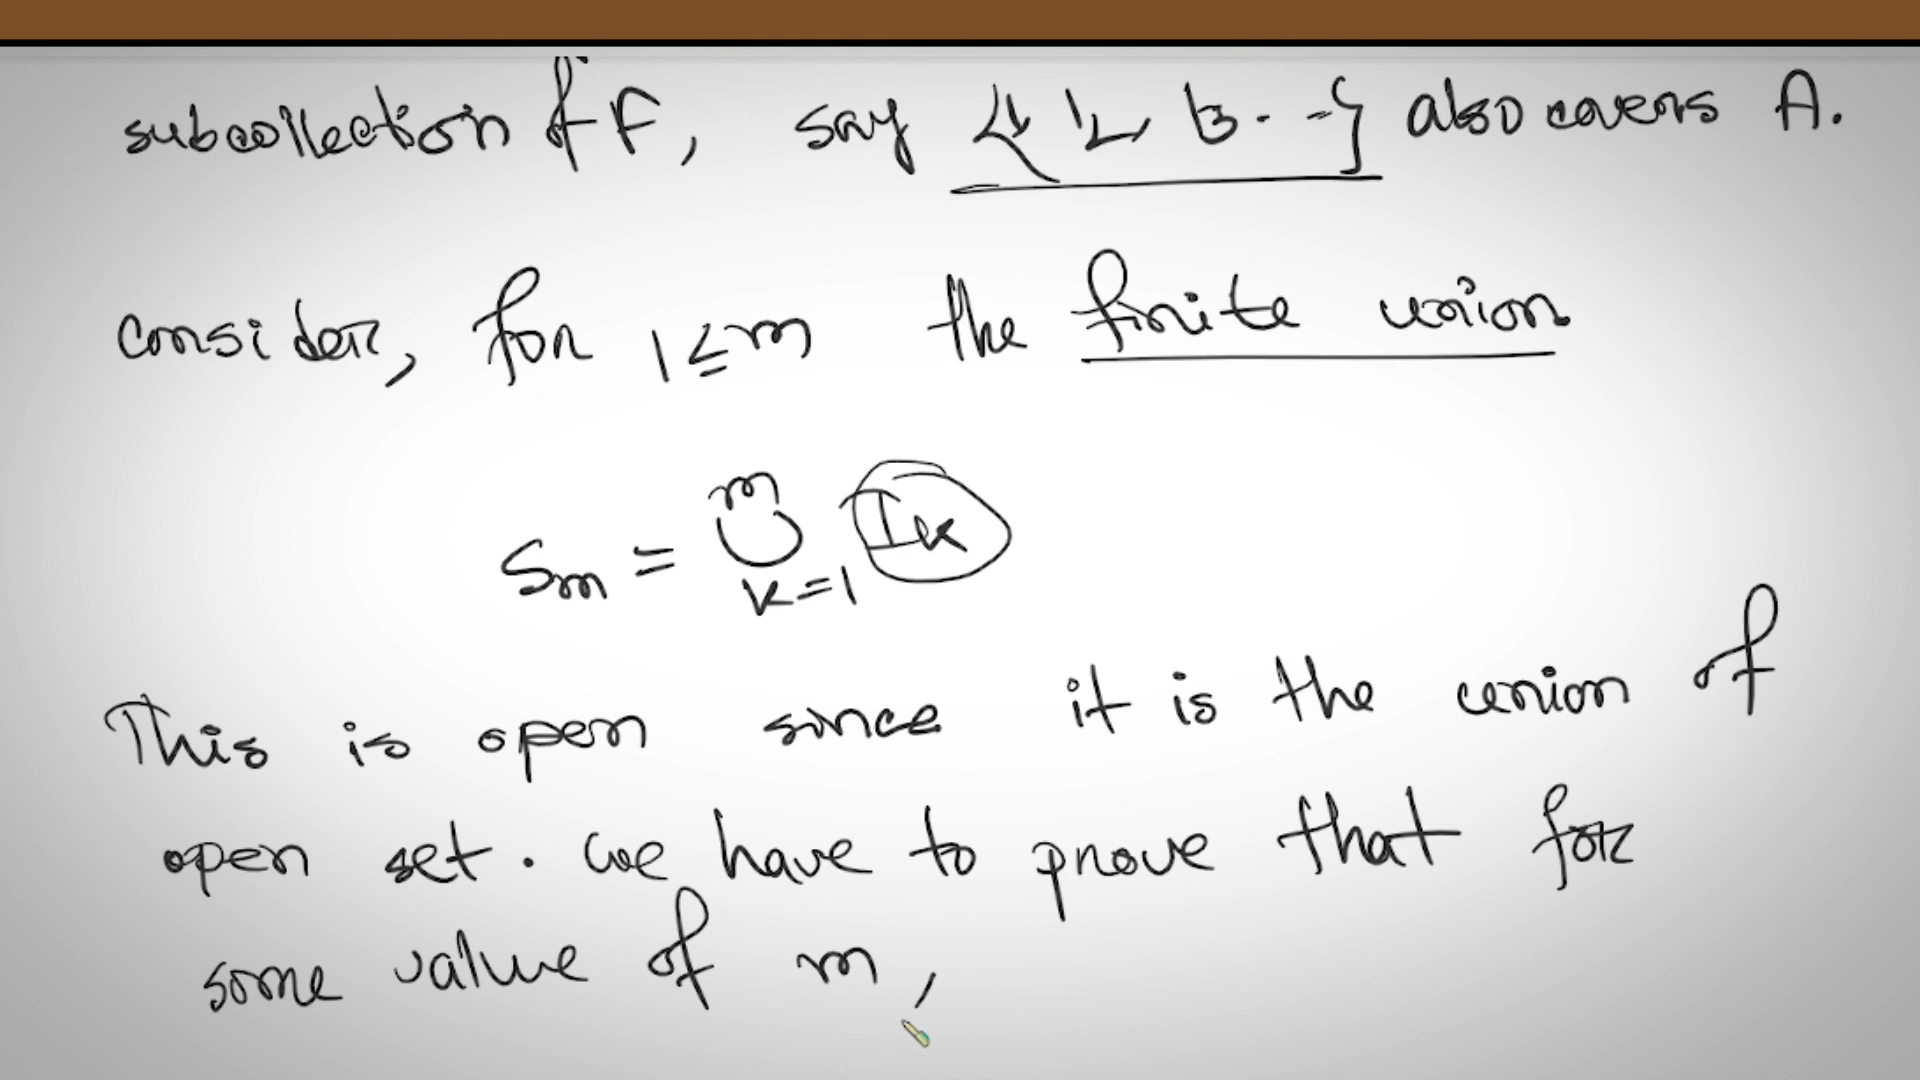 subcollection of F, say { I₁, I₂, I₃ . . } also covers A.
consider, for 1 ≤ m the finite union
Sm = ⋃ᵐk=1 Ik
This is open since it is the union of
open set. we have to prove that for
some value of m,